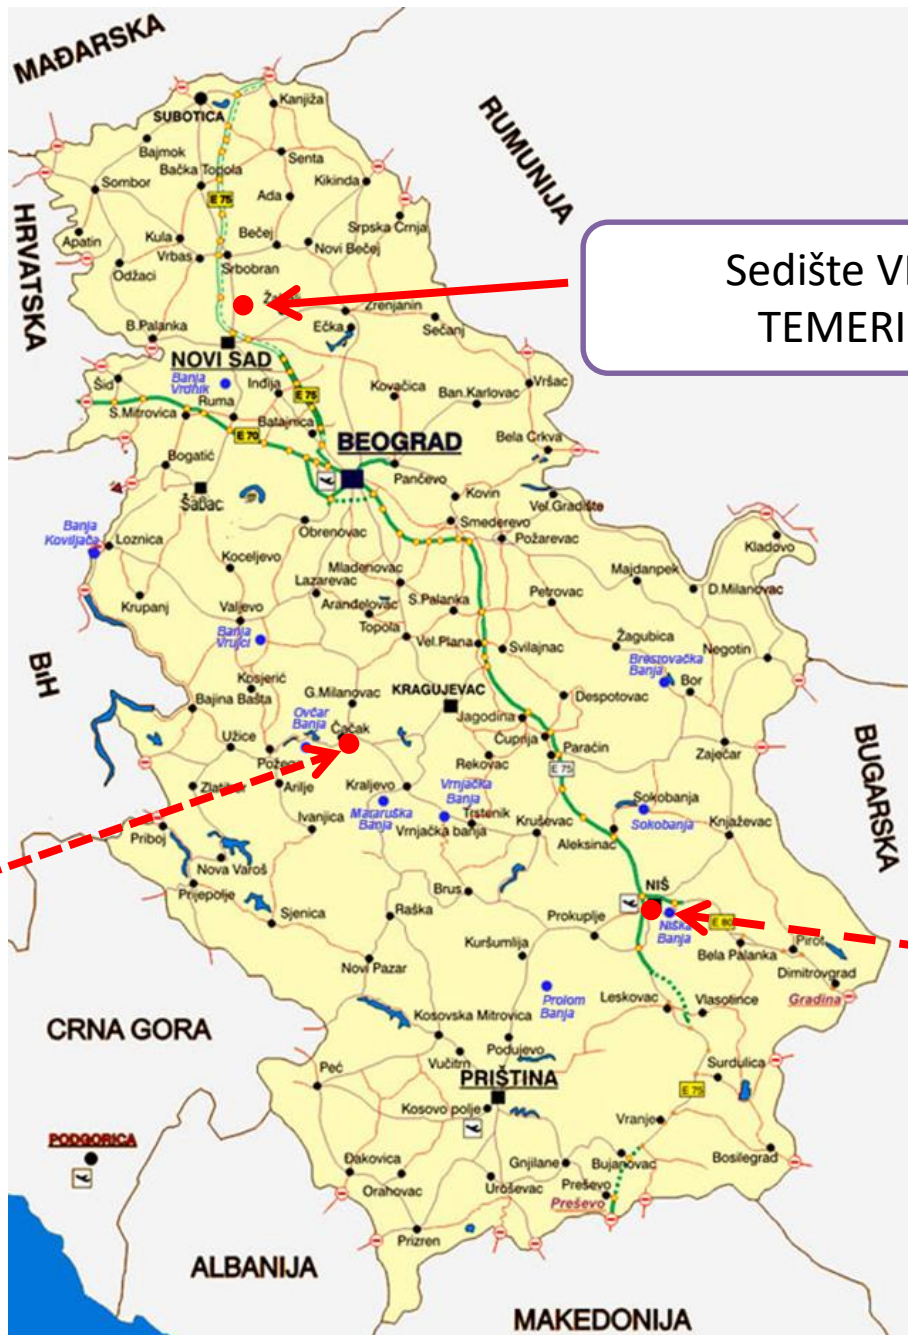 MAĐARSKA
RUMUNIJA
HRVATSKA
BiH
BUGARSKA
CRNA GORA
ALBANIJA
MAKEDONIJA
PODGORICA
Sedište
TEMERI
SUBOTICA
Kanjiža
Bajmok
Senta
Bačka Topola
Kikinda
Sombor
E 75
Ada
Srpska Crnja
Apatin
Kula
Bečej
Novi Bečej
Vrbas
Srbobran
Odžaci
Zrenjanin
Ečka
Sečanj
B.Palanka
NOVI SAD
Banja
Vrdnik
Inđija
Kovačica
Vršac
Šid
E 75
Ban.Karlovac
Ruma
S.Mitrovica
Batajnica
E 70
BEOGRAD
Bela Crkva
Bogatić
Pančevo
Šabac
Kovin
Vel.Gradište
Banja
Koviljača
Obrenovac
Smederevo
Loznica
Požarevac
Kladovo
Koceljevo
Mladenovac
Lazarevac
Majdanpek
D.Milanovac
Krupanj
Valjevo
Aranđelovac
S.Palanka
Petrovac
Topola
Banja
Vrujci
Vel.Plana
Svilajnac
Žagubica
Negotin
Brestovačka
Banja
Bor
Kosjerić
G.Milanovac
KRAGUJEVAC
Despotovac
Bajina Bašta
Ovčar
Banja
Čačak
Jagodina
Užice
Ćuprija
Paraćin
Zaječar
Požega
Rekovac
E 75
Zlatibor
Arilje
Kraljevo
Vrnjačka
Banja
Sokobanja
Mataruška
Banja
Trstenik
Sokobanja
Knjaževac
Ivanjica
Vrnjačka banja
Kruševac
Aleksinac
Priboj
Nova Varoš
Prijepolje
Brus
NIŠ
Sjenica
Raška
Prokuplje
Niška
Banja
E 80
Kuršumlija
Bela Palanka
Pirot
Novi Pazar
Dimitrovgrad
Prolom
Banja
Leskovac
Vlasotince
Gradina
Kosovska Mitrovica
Podujevo
Vučitrn
Surdulica
Peć
PRIŠTINA
E 75
Kosovo polje
Vranje
Bosilegrad
Đakovica
Gnjilane
Bujanovac
Orahovac
Uroševac
Preševo
Preševo
Prizren